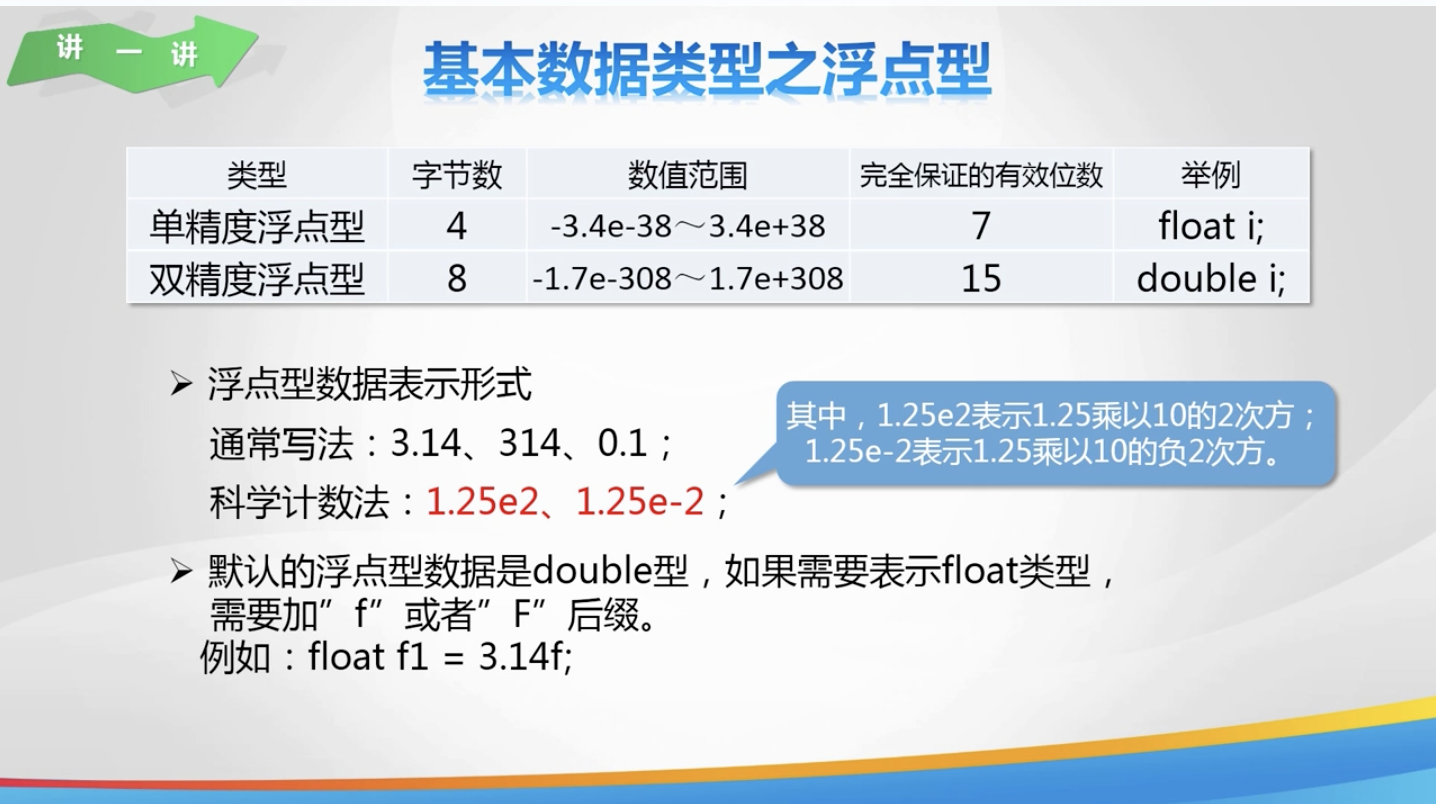 讲一讲
基本数据类型之浮点型
类型 字节数 数值范围 完全保证的有效位数 举例
单精度浮点型 4 -3.4e-38～3.4e+38 7 float i;
双精度浮点型 8 -1.7e-308～1.7e+308 15 double i;
➢ 浮点型数据表示形式
其中，1.25e2表示1.25乘以10的2次方；
1.25e-2表示1.25乘以10的负2次方。
通常写法：3.14、314、0.1；
科学计数法：1.25e2、1.25e-2；
➢ 默认的浮点型数据是double型，如果需要表示float类型，
需要加”f”或者”F”后缀。
例如：float f1 = 3.14f;